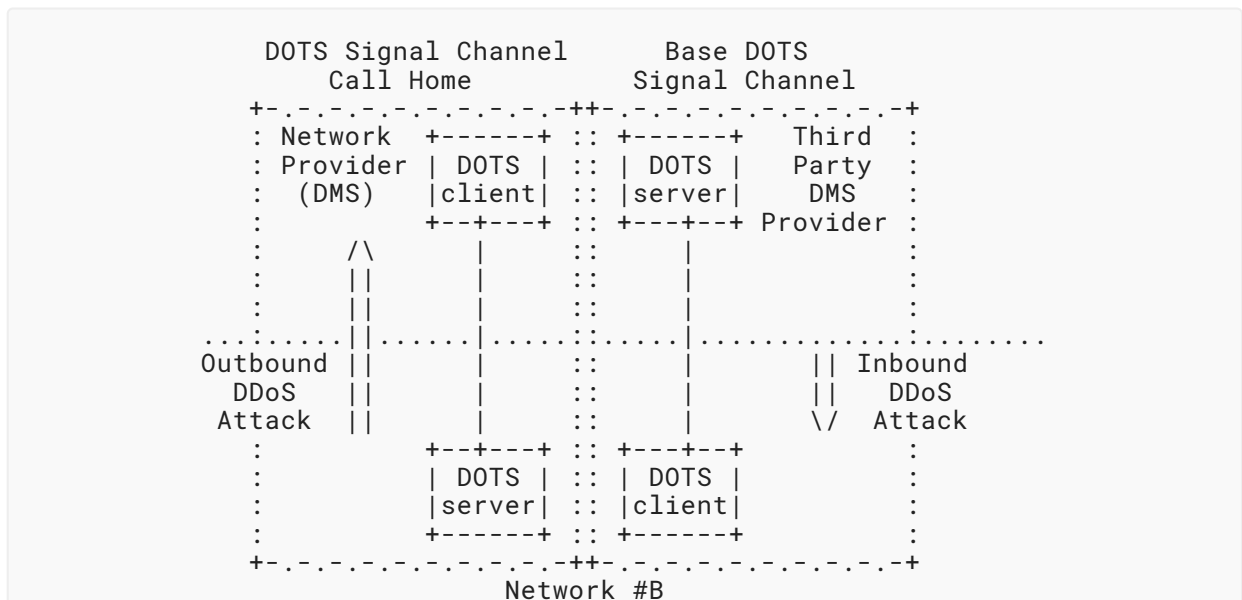 DOTS Signal Channel      Base DOTS
                    Call Home          Signal Channel
               +-.-.-.-.-.-.-.-.-.-++-.-.-.-.-.-.-.-.-.-+
               : Network  +------+ :: +------+   Third  :
               : Provider | DOTS | :: | DOTS |   Party  :
               :  (DMS)   |client| :: |server|    DMS   :
               :          +--+---+ :: +---+--+ Provider :
               :     /\      |     ::     |             :
               :     ||      |     ::     |             :
               :     ||      |     ::     |             :
            .........||......|.....::.....|.....................
            Outbound ||      |     ::     |       || Inbound
              DDoS   ||      |     ::     |       ||   DDoS
             Attack  ||      |     ::     |       \/  Attack
               :          +--+---+ :: +---+--+          :
               :          | DOTS | :: | DOTS |          :
               :          |server| :: |client|          :
               :          +------+ :: +------+          :
               +-.-.-.-.-.-.-.-.-.-++-.-.-.-.-.-.-.-.-.-+
                               Network #B